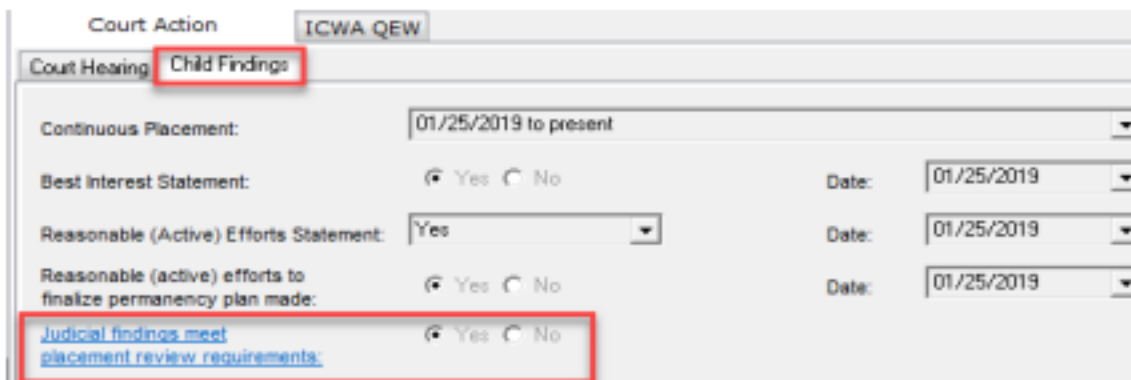 Court Action ICWA QEW
Court Hearing Child Findings
Continuous Placement: 01/25/2019 to present
Best Interest Statement: Yes No Date: 01/25/2019
Reasonable (Active) Efforts Statement: Yes Date: 01/25/2019
Reasonable (active) efforts to
finalize permanency plan made: Yes No Date: 01/25/2019
Judicial findings meet
placement review requirements: Yes No